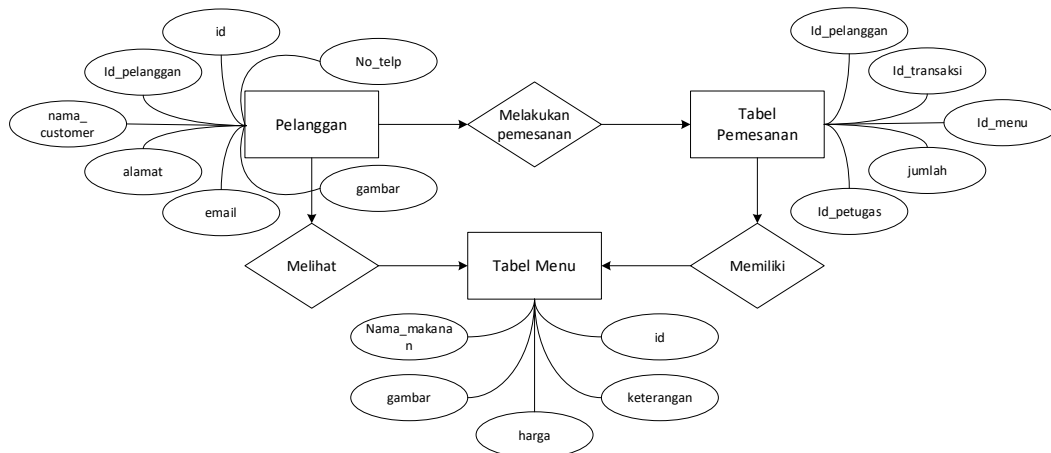 id
No_telp
Id_pelanggan
nama_
customer
alamat
email
gambar
Pelanggan
Melakukan
pemesanan
Tabel
Pemesanan
Id_pelanggan
Id_transaksi
Id_menu
jumlah
Id_petugas
Melihat
Tabel Menu
Memiliki
Nama_makana
n
id
gambar
keterangan
harga